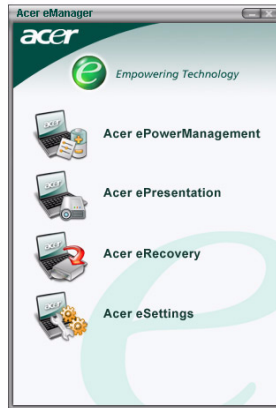 Acer eManager
acer
e Empowering Technology
Acer ePowerManagement
Acer ePresentation
Acer eRecovery
Acer eSettings